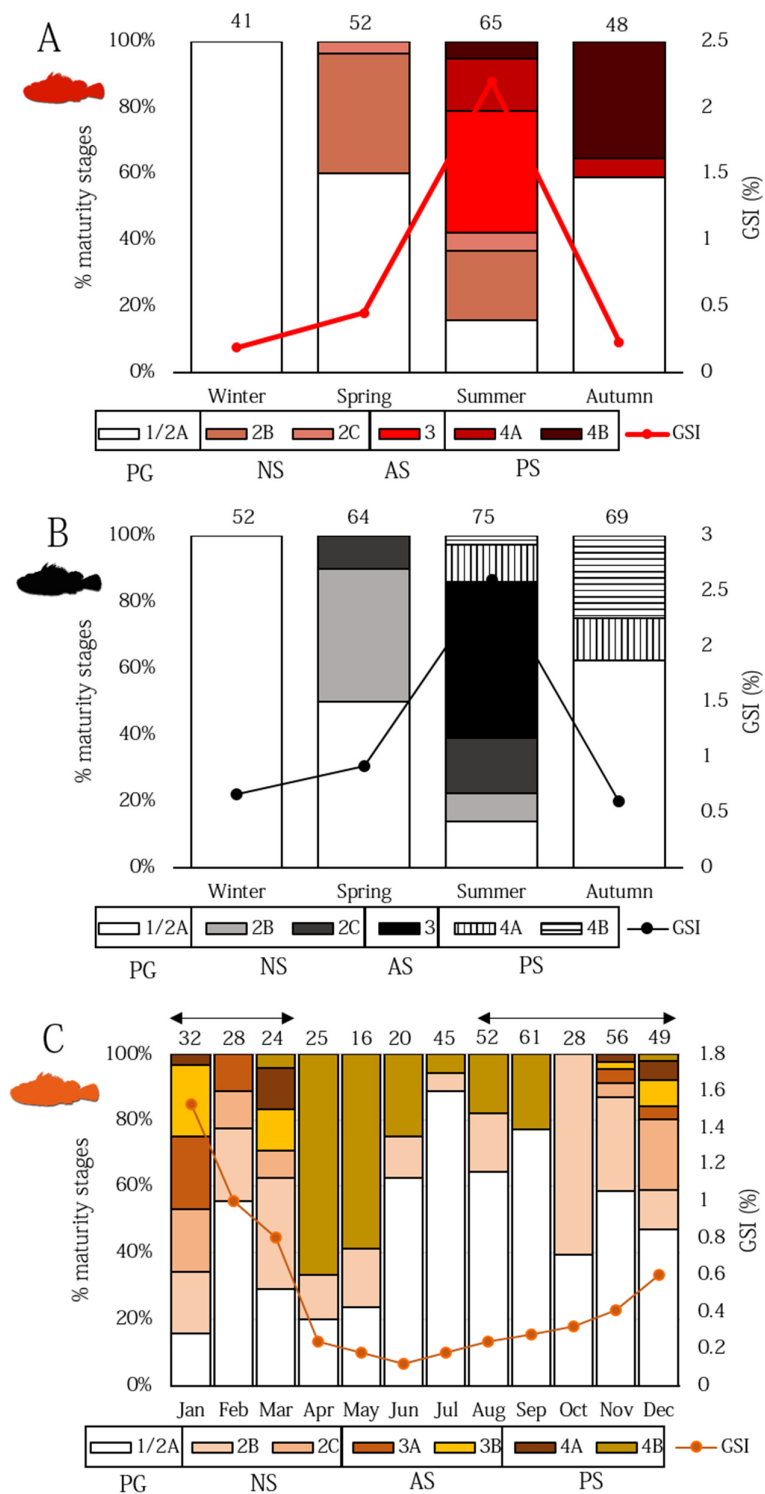 A
41 52 65 48
100% 2.5
80% 2
60% 1.5
40% 1
20% 0.5
0% 0
% maturity stages
GSI (%)
Winter Spring Summer Autumn
1/2A 2B 2C 3 4A 4B GSI
PG NS AS PS
B
52 64 75 69
100% 3
2.5
80%
2
60%
1.5
40%
1
20%
0.5
0% 0
% maturity stages
GSI (%)
Winter Spring Summer Autumn
1/2A 2B 2C 3 4A 4B GSI
PG NS AS PS
C
32 28 24 25 16 20 45 52 61 28 56 49
100% 1.8
1.6
80%
1.4
1.2
60%
1
0.8
40%
0.6
20%
0.4
0.2
0% 0
% maturity stages
GSI (%)
Jan Feb Mar Apr May Jun Jul Aug Sep Oct Nov Dec
1/2A 2B 2C 3A 3B 4A 4B GSI
PG NS AS PS